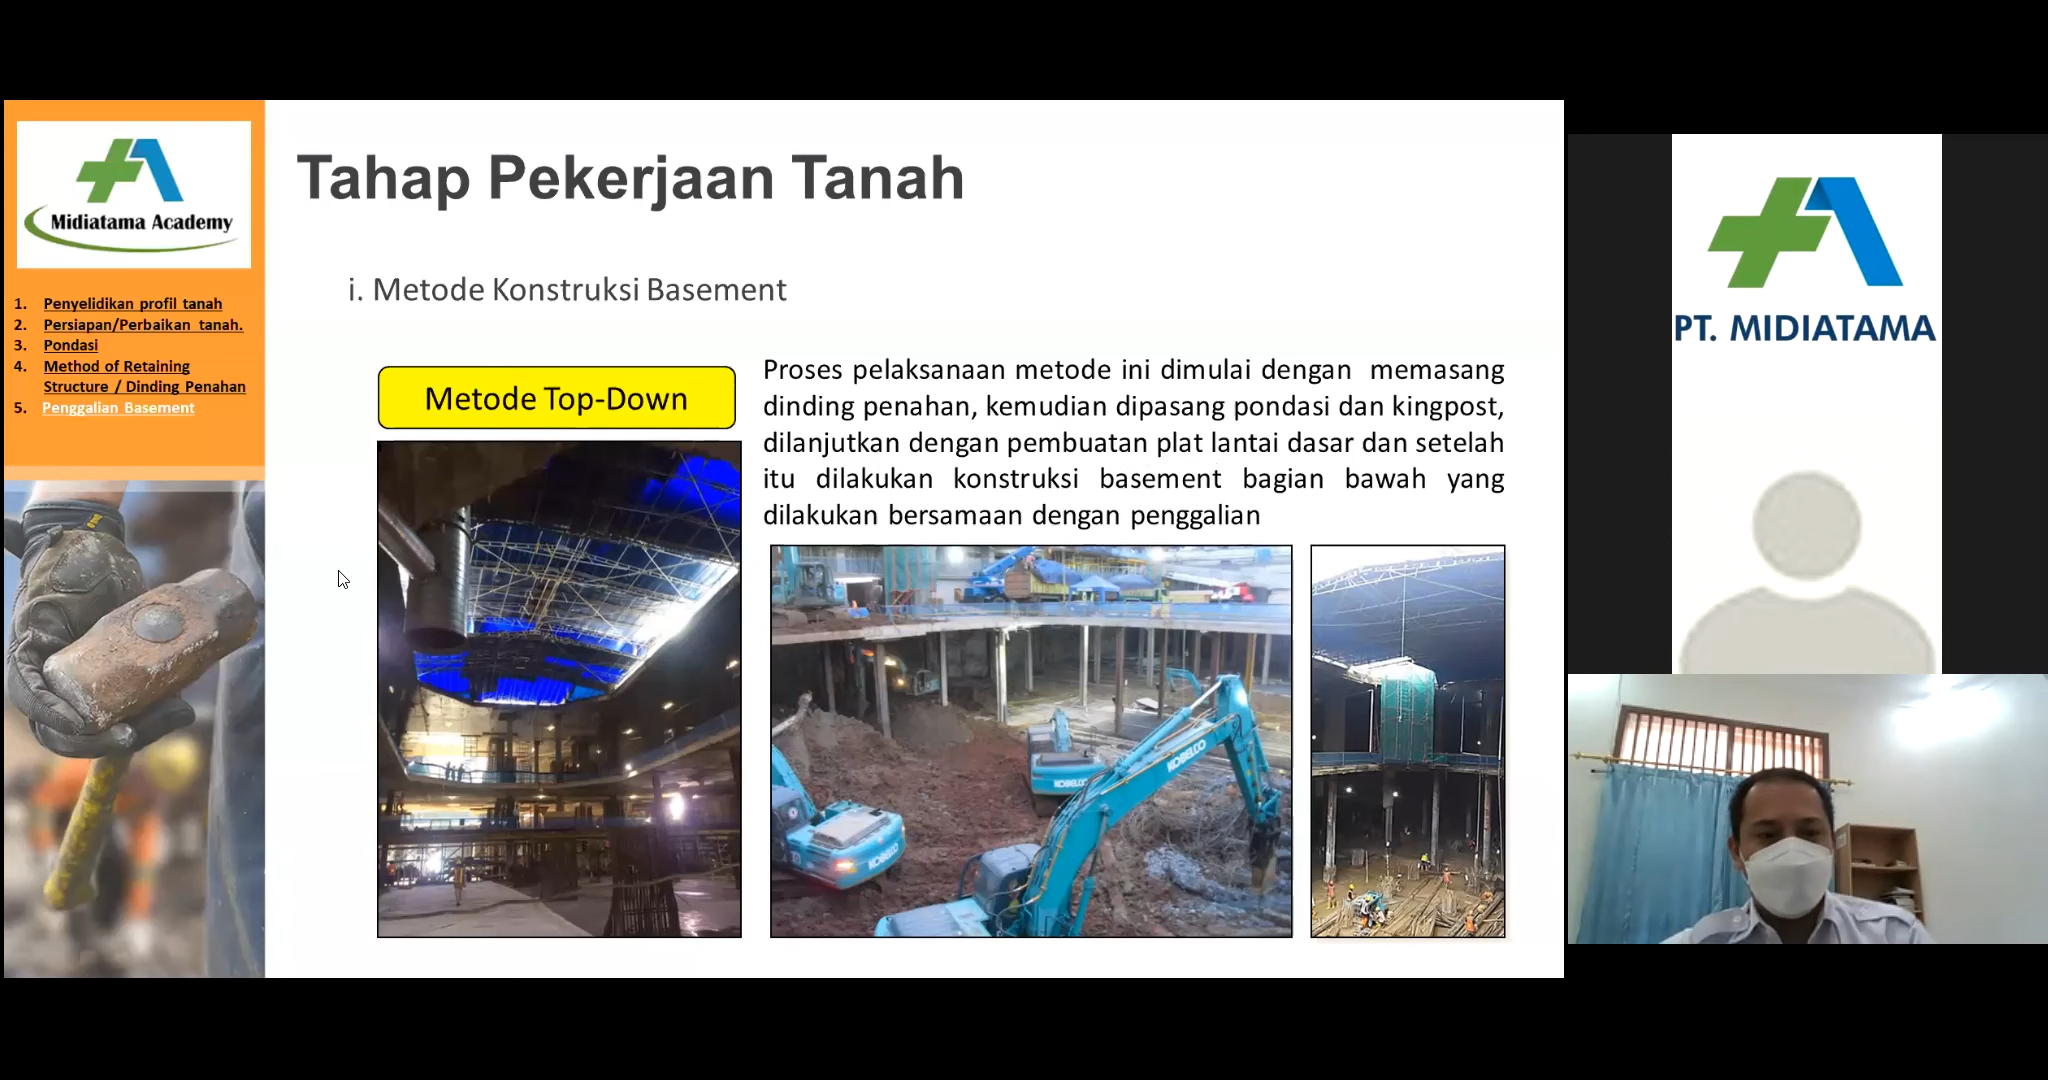 Midiatama Academy
1. Penyelidikan profil tanah
2. Persiapan/Perbaikan tanah.
3. Pondasi
4. Method of Retaining
Structure / Dinding Penahan
5. Penggalian Basement
Tahap Pekerjaan Tanah
i. Metode Konstruksi Basement
Metode Top-Down
Proses pelaksanaan metode ini dimulai dengan memasang
dinding penahan, kemudian dipasang pondasi dan kingpost,
dilanjutkan dengan pembuatan plat lantai dasar dan setelah
itu dilakukan konstruksi basement bagian bawah yang
dilakukan bersamaan dengan penggalian
KOBELCO
KOBELCO
KOBELCO
PT. MIDIATAMA